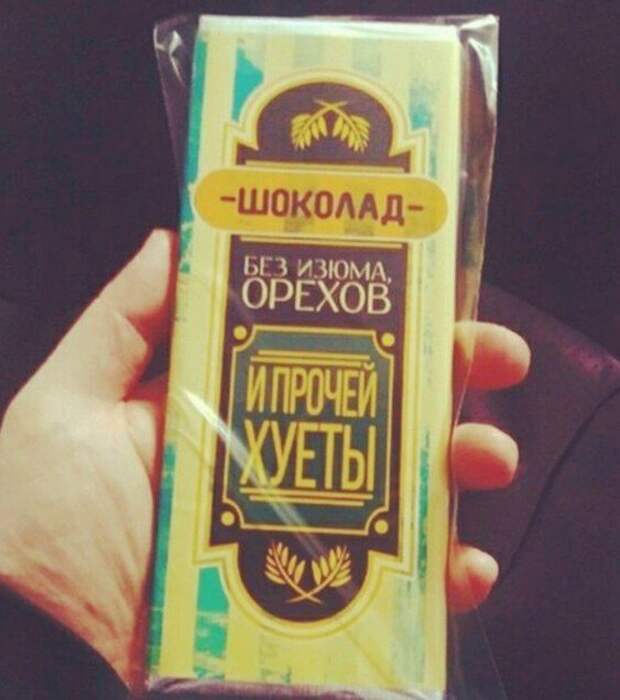 -ШОКОЛАД-
БЕЗ ИЗЮМА,
ОРЕХОВ
И ПРОЧЕЙ
ХУЕТЫ